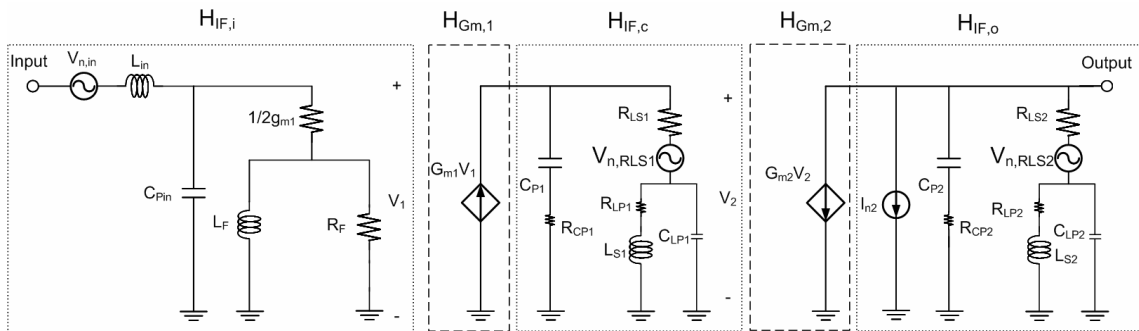 H_IF,i
H_Gm,1
H_IF,c
H_Gm,2
H_IF,o
Input
V_n,in
L_in
+
1/2g_m1
C_Pin
L_F
R_F
V_1
-
G_m1V_1
C_P1
R_CP1
R_LS1
V_n,RLS1
R_LP1
L_S1
C_LP1
+
V_2
-
G_m2V_2
I_n2
C_P2
R_CP2
R_LS2
V_n,RLS2
R_LP2
L_S2
C_LP2
Output